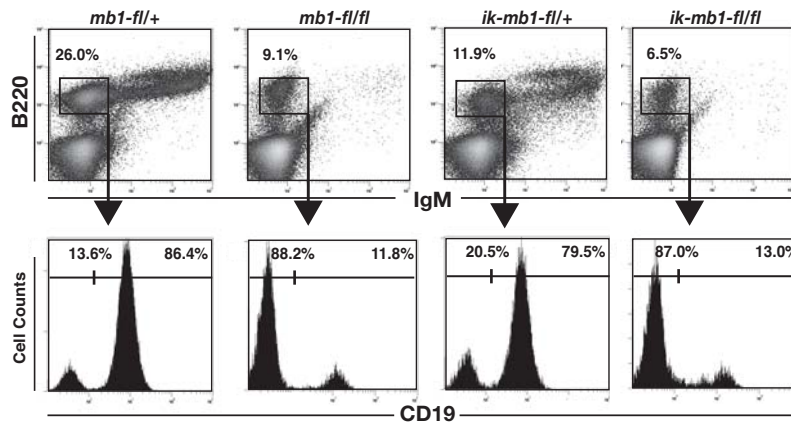 mb1-fl/+ mb1-fl/fl ik-mb1-fl/+ ik-mb1-fl/fl
26.0% 9.1% 11.9% 6.5%
B220
IgM
13.6% 86.4% 88.2% 11.8% 20.5% 79.5% 87.0% 13.0%
Cell Counts
CD19